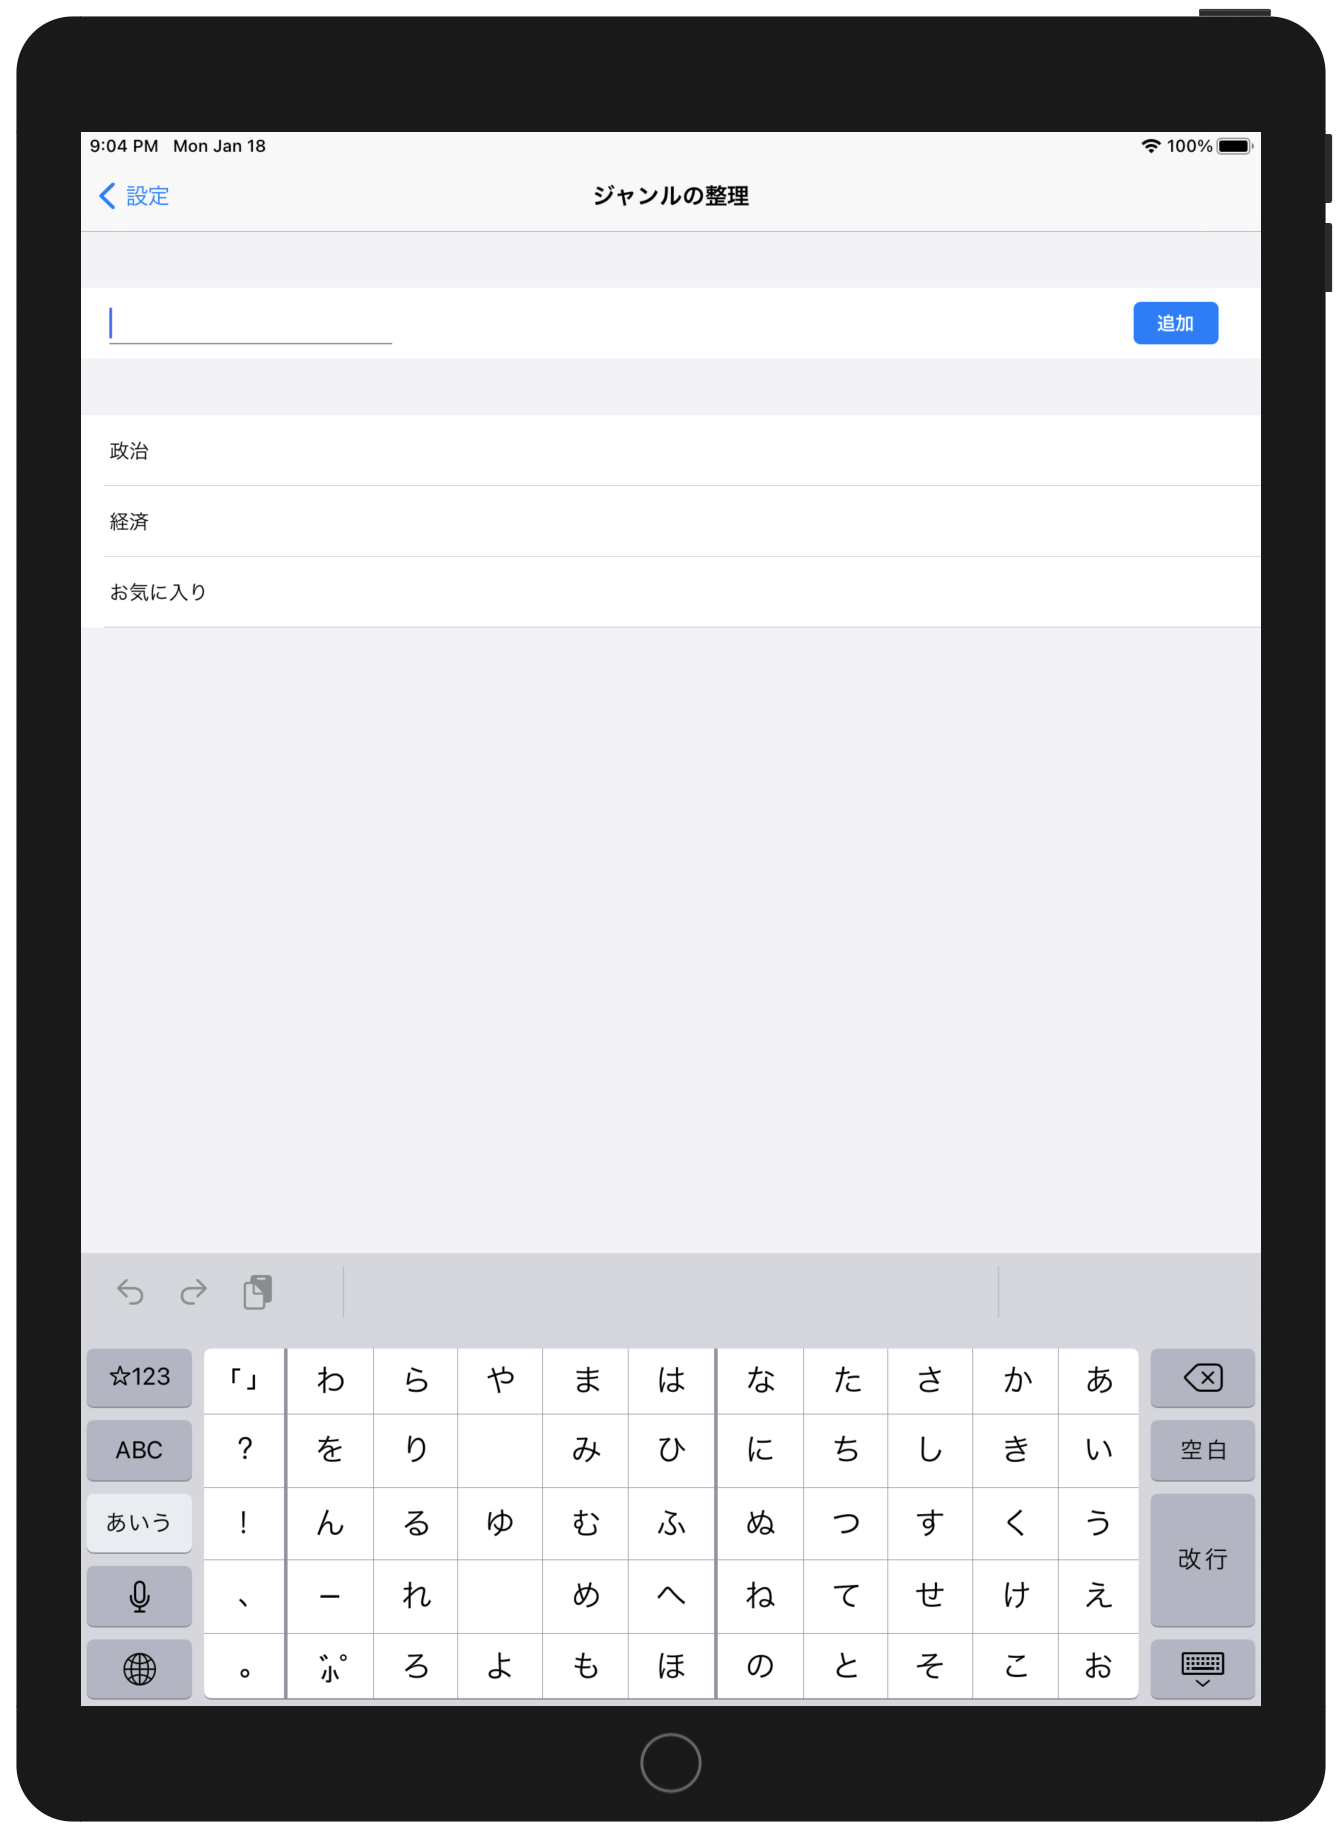 9:04 PM Mon Jan 18 100%
設定 ジャンルの整理
追加
政治
経済
お気に入り
☆123 「」 わ ら や ま は な た さ か あ
ABC ? を り み ひ に ち し き い 空白
あいう ! ん る ゆ む ふ ぬ つ す く う
改行
、 ー れ め へ ね て せ け え
。 ゛゜小 ろ よ も ほ の と そ こ お